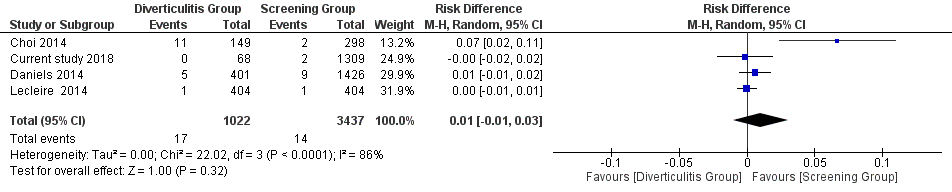 Diverticulitis Group Screening Group Risk Difference Risk Difference
Study or Subgroup Events Total Events Total Weight M-H, Random, 95% CI M-H, Random, 95% CI
Choi 2014 11 149 2 298 13.2% 0.07 [0.02, 0.11]
Current study 2018 0 68 2 1309 24.9% -0.00 [-0.02, 0.02]
Daniels 2014 5 401 9 1426 29.9% 0.01 [-0.01, 0.02]
Lecleire 2014 1 404 1 404 31.9% 0.00 [-0.01, 0.01]
Total (95% CI) 1022 3437 100.0% 0.01 [-0.01, 0.03]
Total events 17 14
Heterogeneity: Tau² = 0.00; Chi² = 22.02, df = 3 (P < 0.0001); I² = 86%
Test for overall effect: Z = 1.00 (P = 0.32)
-0.1 -0.05 0 0.05 0.1
Favours [Diverticulitis Group] Favours [Screening Group]